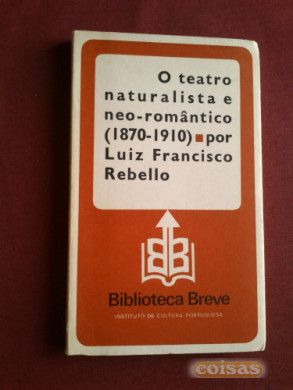 O teatro
naturalista e
neo-romântico
(1870-1910) ■ por
Luiz Francisco
Rebello
Biblioteca Breve
INSTITUTO DE CULTURA PORTUGUESA
coisas